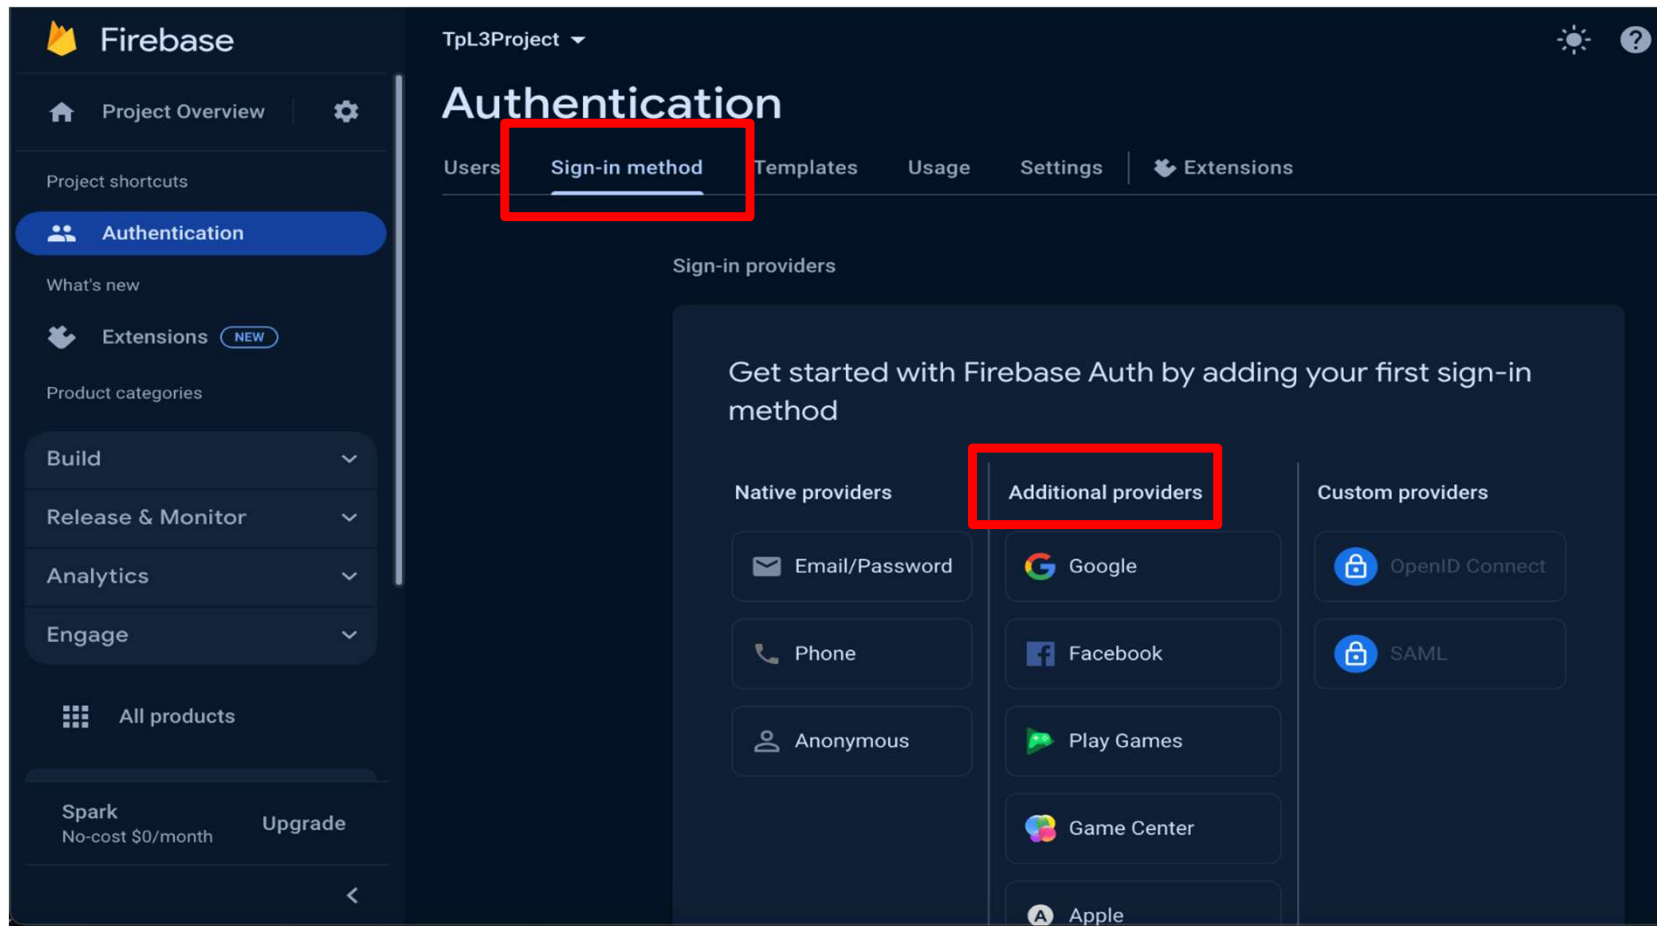 Firebase
TpL3Project
Project Overview
Authentication
Users
Sign-in method
Templates
Usage
Settings
Extensions
Project shortcuts
Authentication
What's new
Extensions NEW
Product categories
Build
Release & Monitor
Analytics
Engage
All products
Spark
No-cost $0/month
Upgrade
Sign-in providers
Get started with Firebase Auth by adding your first sign-in
method
Native providers
Email/Password
Phone
Anonymous
Additional providers
Google
Facebook
Play Games
Game Center
Apple
Custom providers
OpenID Connect
SAML